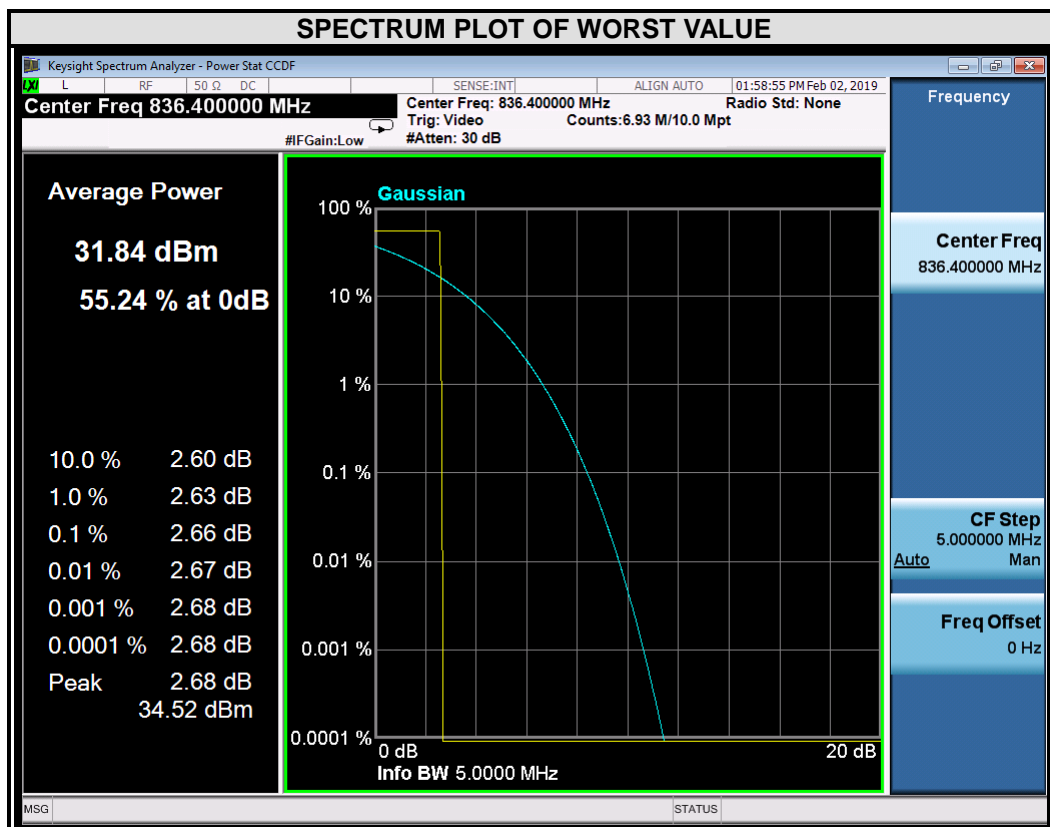 SPECTRUM PLOT OF WORST VALUE
Keysight Spectrum Analyzer - Power Stat CCDF
LXI L RF 50 Ω DC SENSE:INT ALIGN AUTO 01:58:55 PM Feb 02, 2019
Center Freq 836.400000 MHz
Center Freq: 836.400000 MHz Radio Std: None
Trig: Video Counts:6.93 M/10.0 Mpt
#IFGain:Low #Atten: 30 dB
Average Power
31.84 dBm
55.24 % at 0dB
10.0 % 2.60 dB
1.0 % 2.63 dB
0.1 % 2.66 dB
0.01 % 2.67 dB
0.001 % 2.68 dB
0.0001 % 2.68 dB
Peak 2.68 dB
34.52 dBm
Gaussian
100 %
10 %
1 %
0.1 %
0.01 %
0.001 %
0.0001 %
0 dB 20 dB
Info BW 5.0000 MHz
Frequency
Center Freq
836.400000 MHz
CF Step
5.000000 MHz
Auto Man
Freq Offset
0 Hz
MSG STATUS